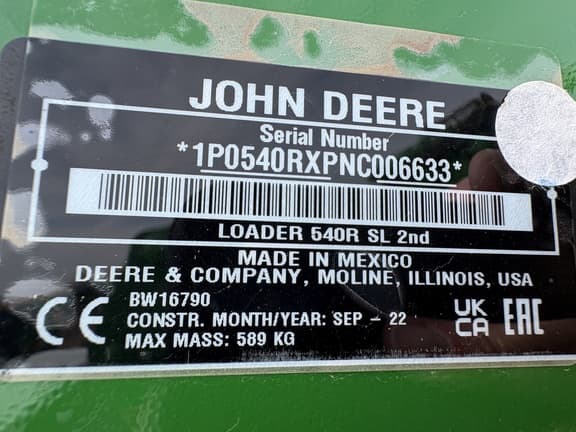 JOHN DEERE
Serial Number
*1P0540RXPNC006633*
LOADER 540R SL 2nd
MADE IN MEXICO
DEERE & COMPANY, MOLINE, ILLINOIS, USA
CE BW16790
CONSTR. MONTH/YEAR: SEP - 22
MAX MASS: 589 KG
UK
CA
EAC